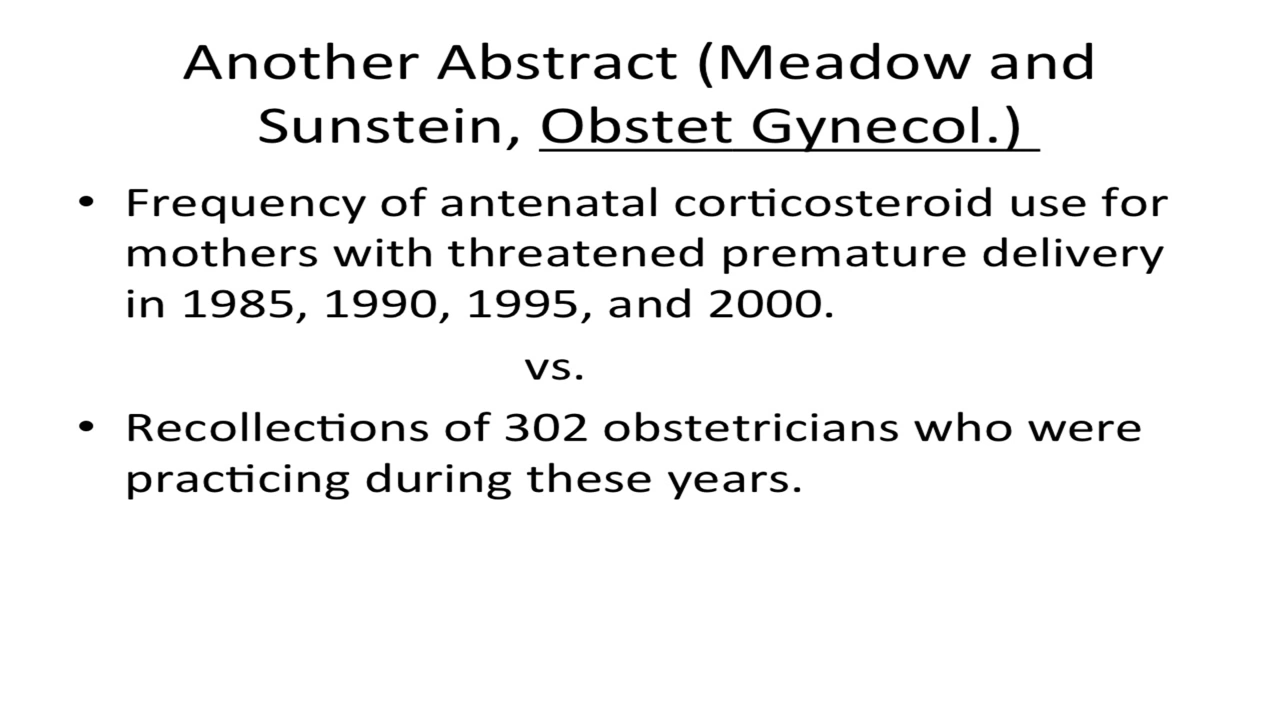 Another Abstract (Meadow and
Sunstein, Obstet Gynecol.)
• Frequency of antenatal corticosteroid use for
mothers with threatened premature delivery
in 1985, 1990, 1995, and 2000.
vs.
• Recollections of 302 obstetricians who were
practicing during these years.